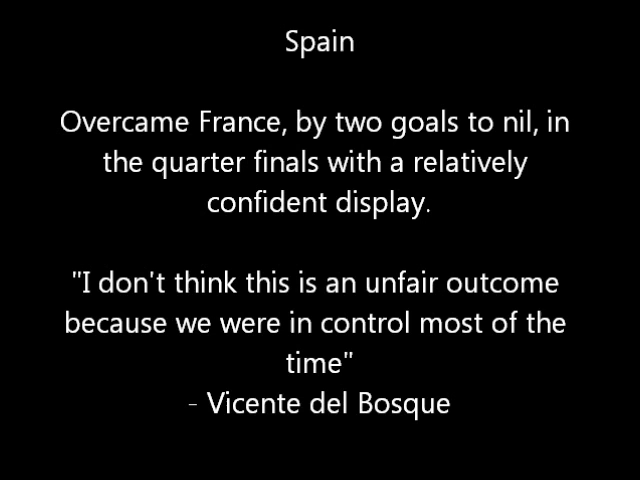 Spain
Overcame France, by two goals to nil, in
the quarter finals with a relatively
confident display.
"I don't think this is an unfair outcome
because we were in control most of the
time"
- Vicente del Bosque